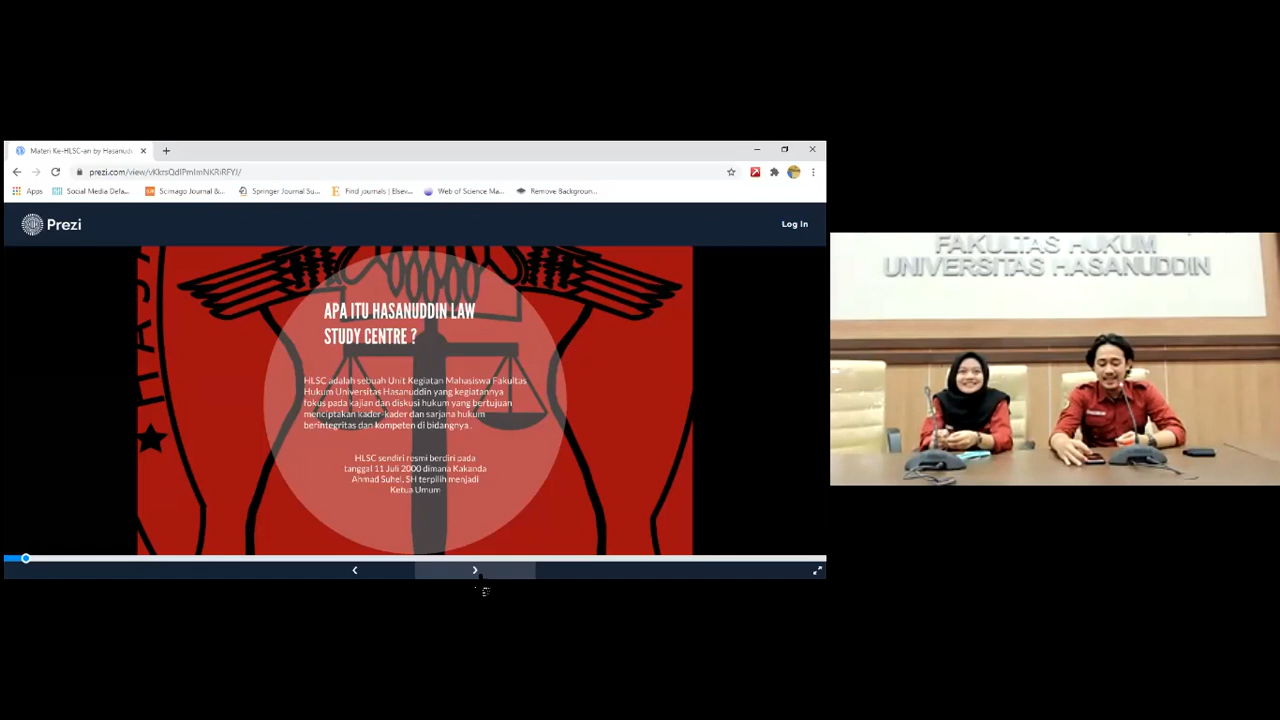 Materi Ke-HLSC-an by Hasanudd
prezi.com/view/
Apps
Social Media Defa...
Scimago Journal &...
Springer Journal Su...
Find journals | Elsev...
Web of Science Ma...
Remove Backgroun...
Prezi
Log In
HASA
APA ITU HASANUDDIN LAW
STUDY CENTRE ?
HLSC adalah sebuah Unit Kegiatan Mahasiswa Fakultas
Hukum Universitas Hasanuddin yang kegiatannya
fokus pada kajian dan diskusi hukum yang bertujuan
menciptakan kader-kader dan sarjana hukum
berintegritas dan kompeten di bidangnya .
HLSC sendiri resmi berdiri pada
tanggal 11 Juli 2000 dimana Kakanda
Ahmad Suhel, SH terpilih menjadi
Ketua Umum
FAKULTAS HUKUM
UNIVERSITAS HASANUDDIN